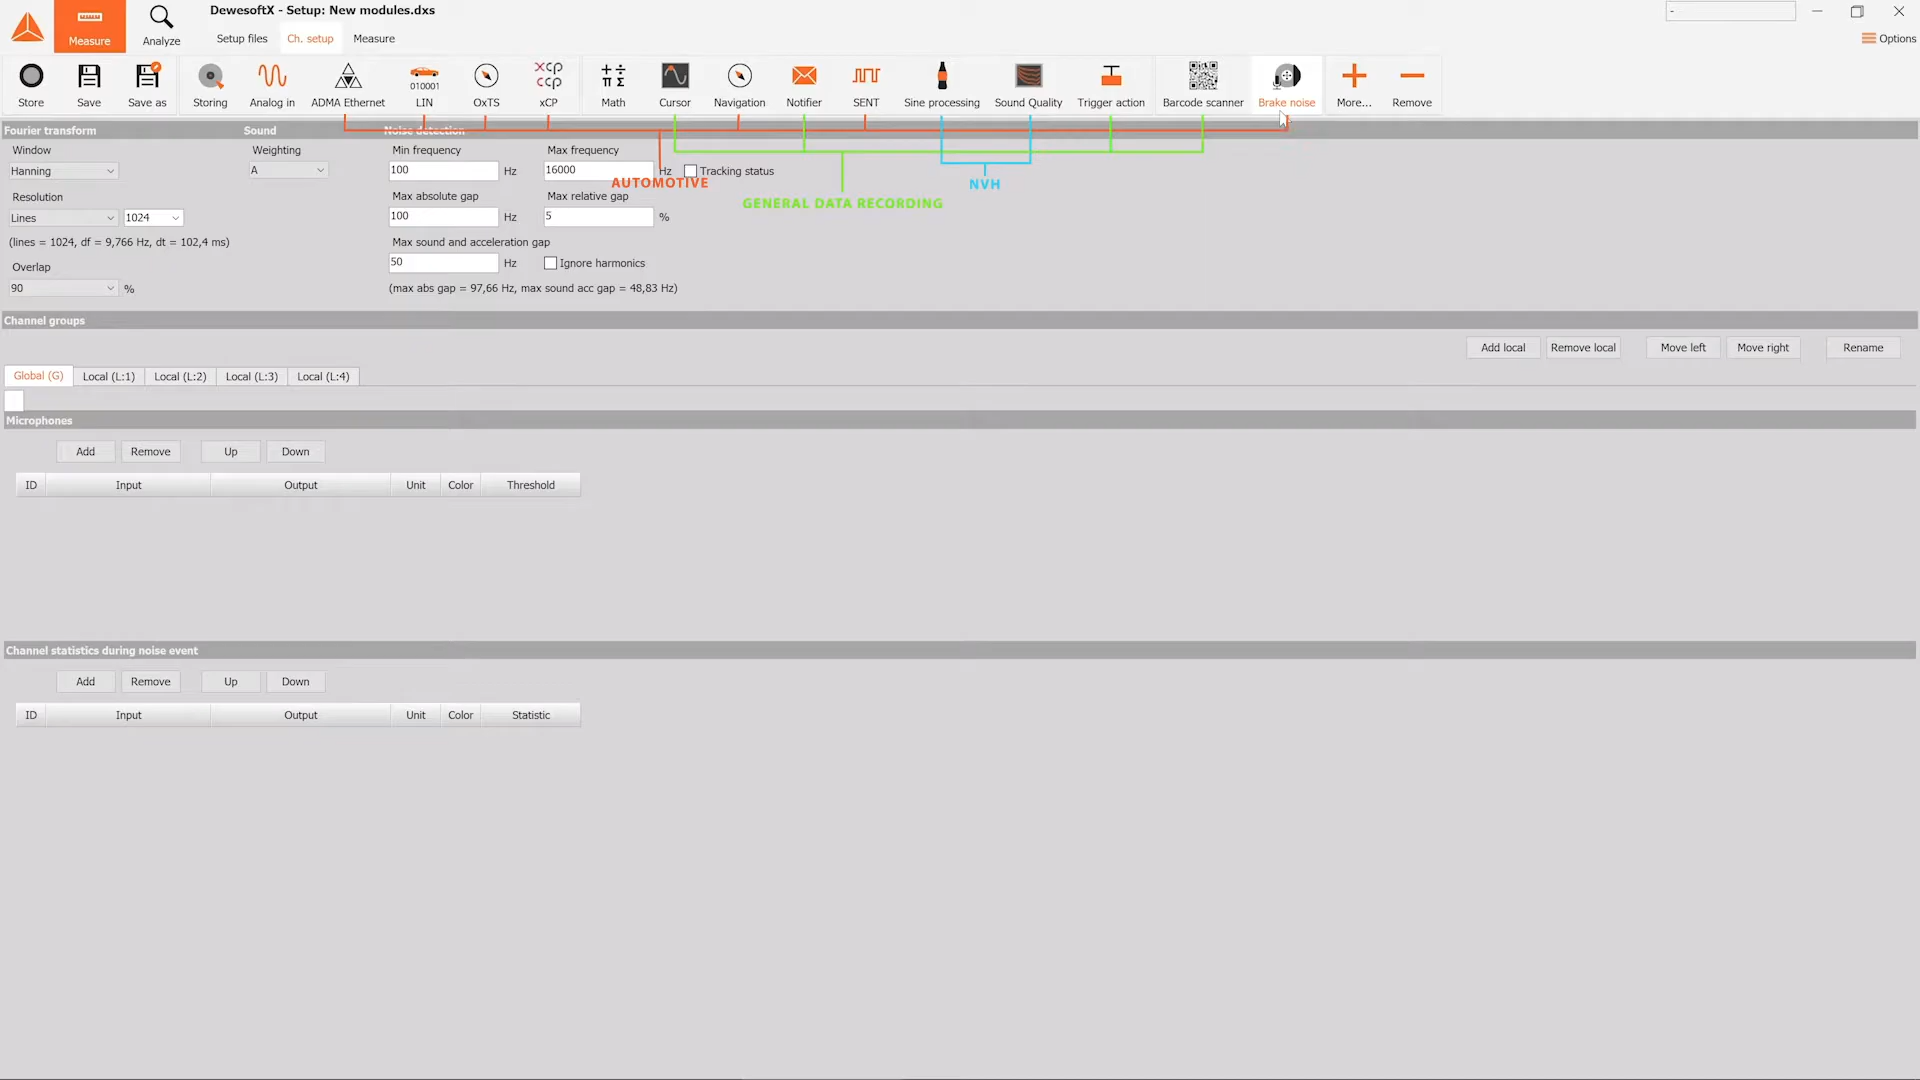 DewesoftX - Setup: New modules.dxs
-
Measure
Analyze
Setup files
Ch. setup
Measure
Options
Store
Save
Save as
Storing
Analog in
ADMA Ethernet
010001
LIN
OxTS
XCP
CCP
xCP
Math
Cursor
Navigation
Notifier
SENT
Sine processing
Sound Quality
Trigger action
Barcode scanner
Brake noise
More...
Remove
Fourier transform
Sound
Noise detection
Window
Weighting
Min frequency
Max frequency
Hanning
A
100
Hz
16000
Hz
Tracking status
AUTOMOTIVE
NVH
Resolution
Max absolute gap
Max relative gap
GENERAL DATA RECORDING
Lines
1024
100
Hz
5
%
(lines = 1024, df = 9,766 Hz, dt = 102,4 ms)
Max sound and acceleration gap
Overlap
50
Hz
Ignore harmonics
90
%
(max abs gap = 97,66 Hz, max sound acc gap = 48,83 Hz)
Channel groups
Add local
Remove local
Move left
Move right
Rename
Global (G)
Local (L:1)
Local (L:2)
Local (L:3)
Local (L:4)
Microphones
Add
Remove
Up
Down
ID
Input
Output
Unit
Color
Threshold
Channel statistics during noise event
Add
Remove
Up
Down
ID
Input
Output
Unit
Color
Statistic